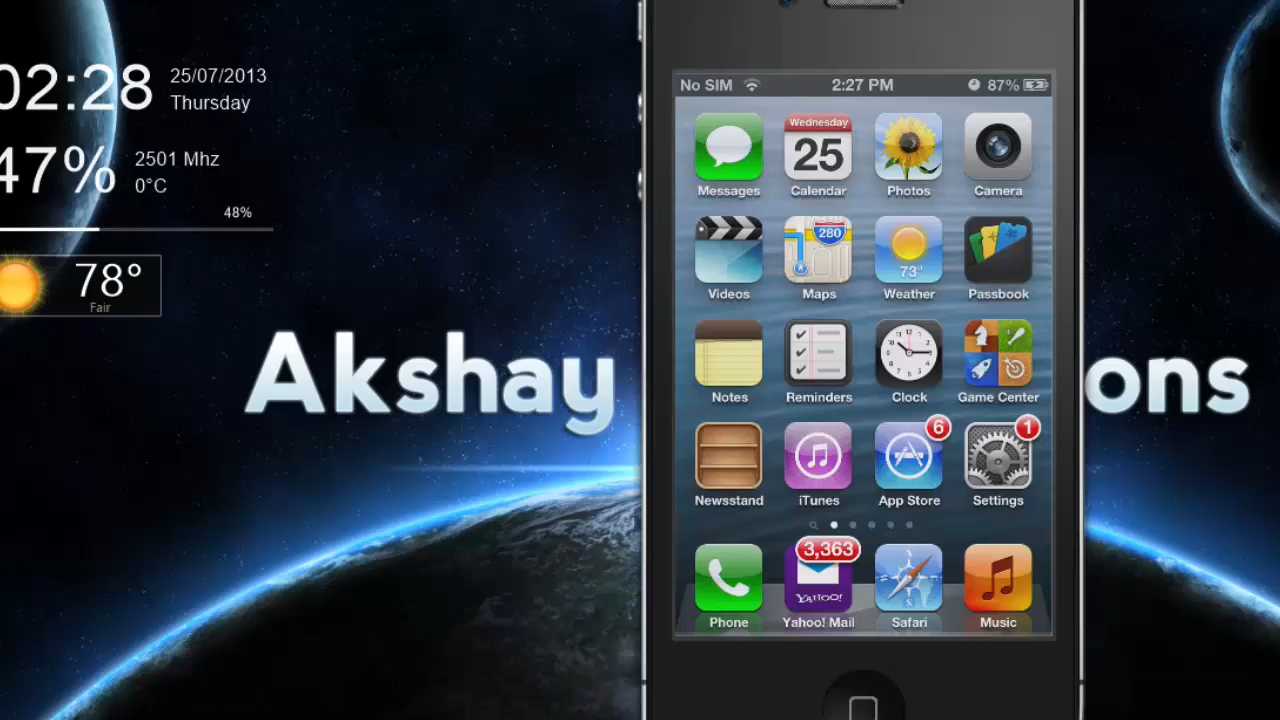 02:28
25/07/2013
Thursday
47%
2501 Mhz
0°C
48%
78°
Fair
Akshay
ons
No SIM
2:27 PM
87%
Wednesday
25
Messages
Calendar
Photos
Camera
280
73°
Videos
Maps
Weather
Passbook
Notes
Reminders
Clock
Game Center
6
1
Newsstand
iTunes
App Store
Settings
3,363
YAHOO!
Phone
Yahoo! Mail
Safari
Music